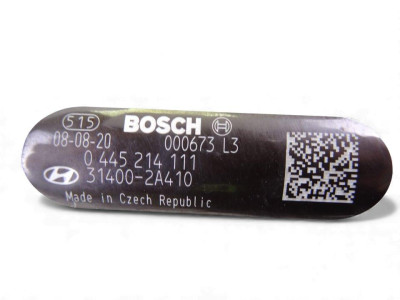 515 BOSCH
08-08-20 000673 L3
0 445 214 111
31400-2A410
Made in Czech Republic